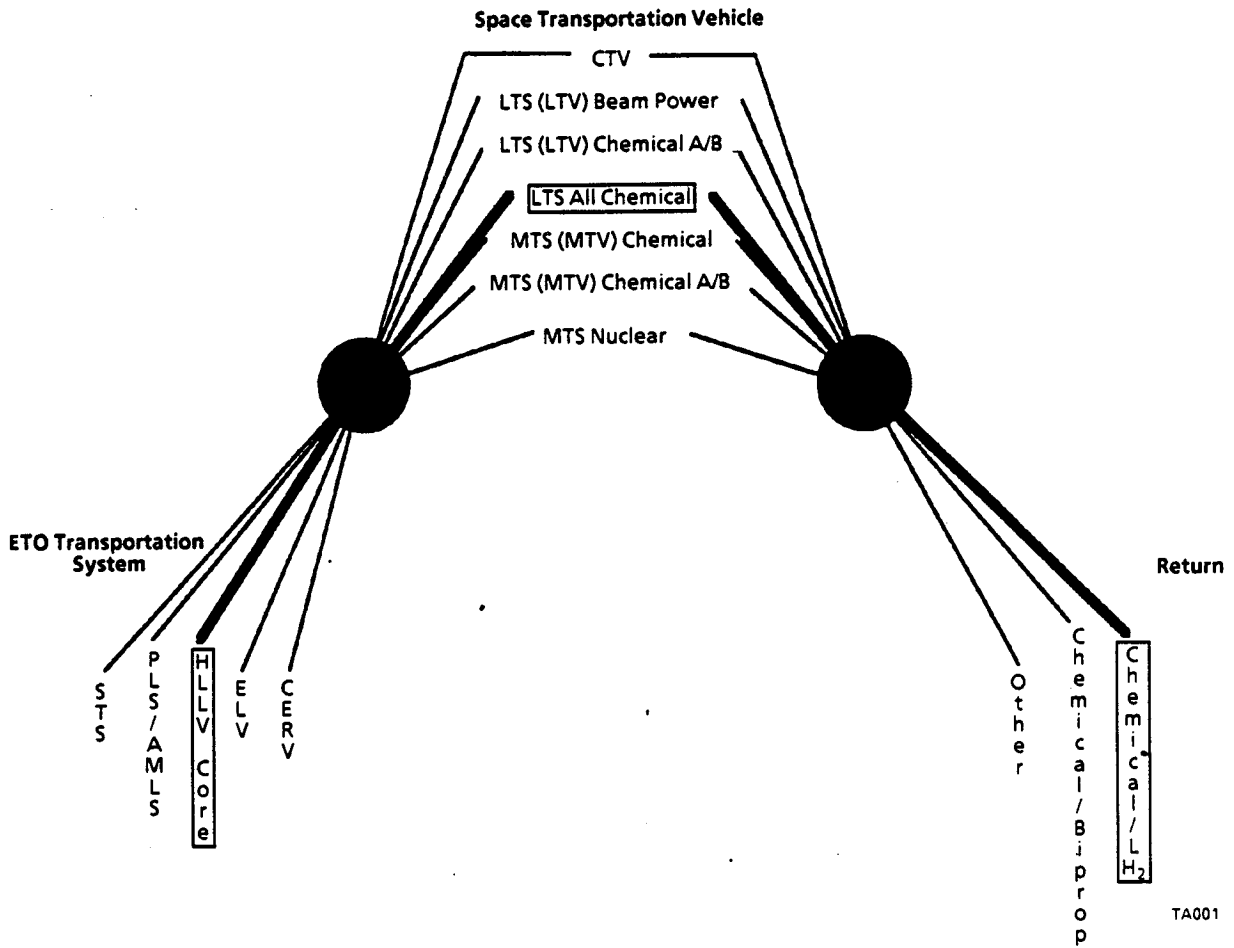 Space Transportation Vehicle
CTV
LTS (LTV) Beam Power
LTS (LTV) Chemical A/B
LTS All Chemical
MTS (MTV) Chemical
MTS (MTV) Chemical A/B
MTS Nuclear
ETO Transportation
System
Return
STS
PLS/AMLS
HLLV Core
ELV
CERV
Other
Chemical/Biprop
Chemical/LH₂
TA001